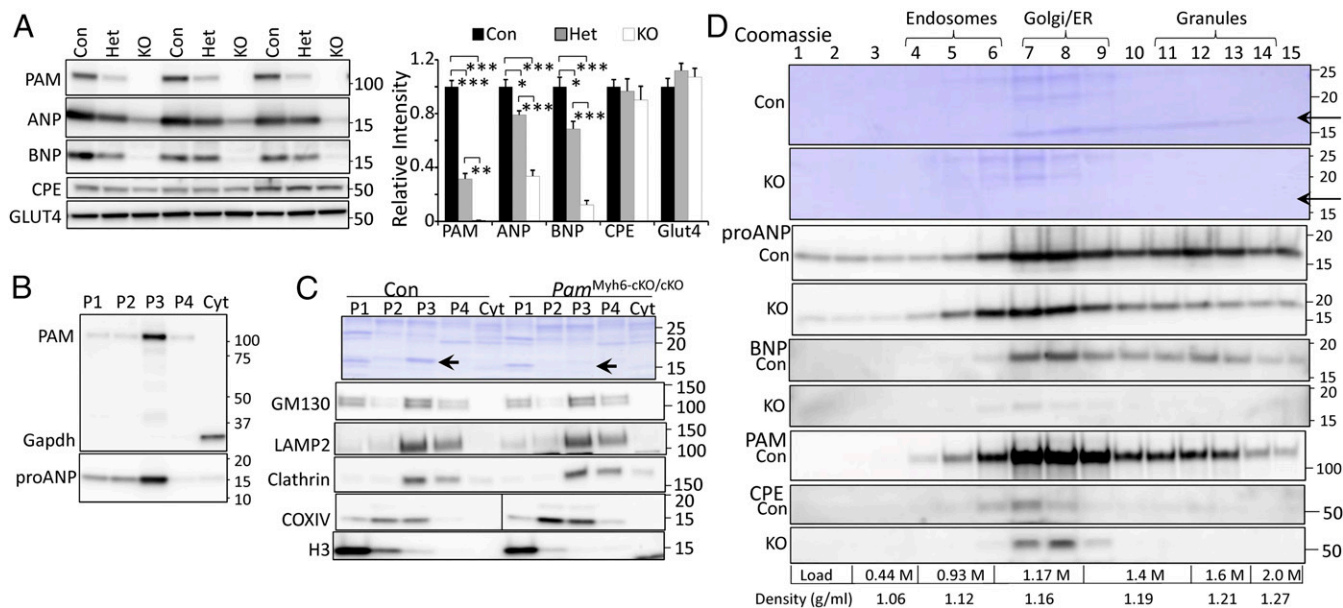 A
Con Het KO Con Het KO Con Het KO
PAM 100
ANP 15
BNP 15
CPE 50
GLUT4 50
Con Het KO
Relative Intensity
1.2
0.8
0.4
0
*** *** **
*** * ***
*** * ***
PAM ANP BNP CPE Glut4
B
P1 P2 P3 P4 Cyt
PAM
100
75
50
37
Gapdh
proANP
20
15
10
C
Con Pam Myh6-cKO/cKO
P1 P2 P3 P4 Cyt P1 P2 P3 P4 Cyt
25
20
15
GM130 150
100
LAMP2 150
100
Clathrin 150
COXIV 20
15
H3 15
D
Endosomes Golgi/ER Granules
Coomassie
1 2 3 4 5 6 7 8 9 10 11 12 13 14 15
Con 25
20
15
KO 25
20
15
proANP
Con 20
15
KO 20
15
BNP
Con 20
15
KO 20
15
PAM
Con 100
CPE
Con 50
KO 50
Load 0.44 M 0.93 M 1.17 M 1.4 M 1.6 M 2.0 M
Density (g/ml) 1.06 1.12 1.16 1.19 1.21 1.27